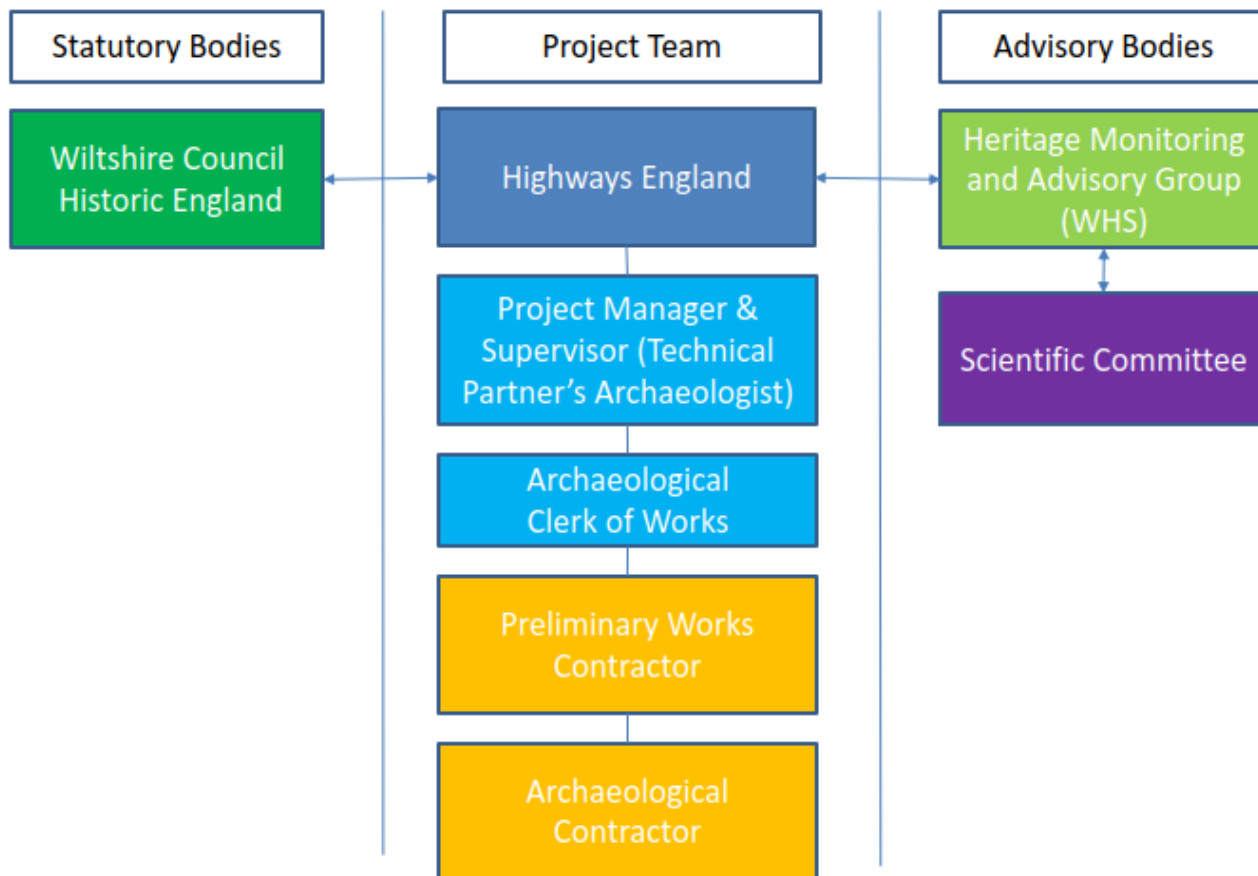 Statutory Bodies
Project Team
Advisory Bodies
Wiltshire Council
Historic England
Highways England
Heritage Monitoring
and Advisory Group
(WHS)
Project Manager &
Supervisor (Technical
Partner’s Archaeologist)
Scientific Committee
Archaeological
Clerk of Works
Preliminary Works
Contractor
Archaeological
Contractor